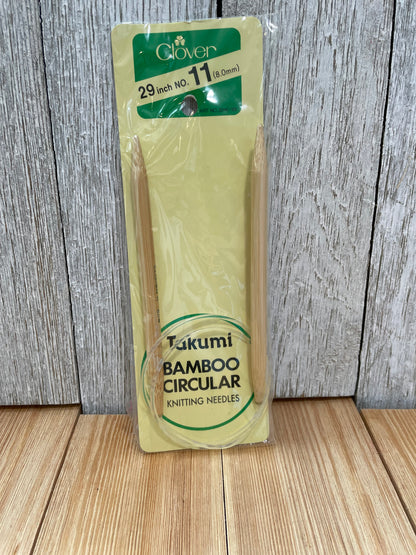 Clover
29 inch NO. 11 (8.0mm)
Takumi
BAMBOO
CIRCULAR
KNITTING NEEDLES